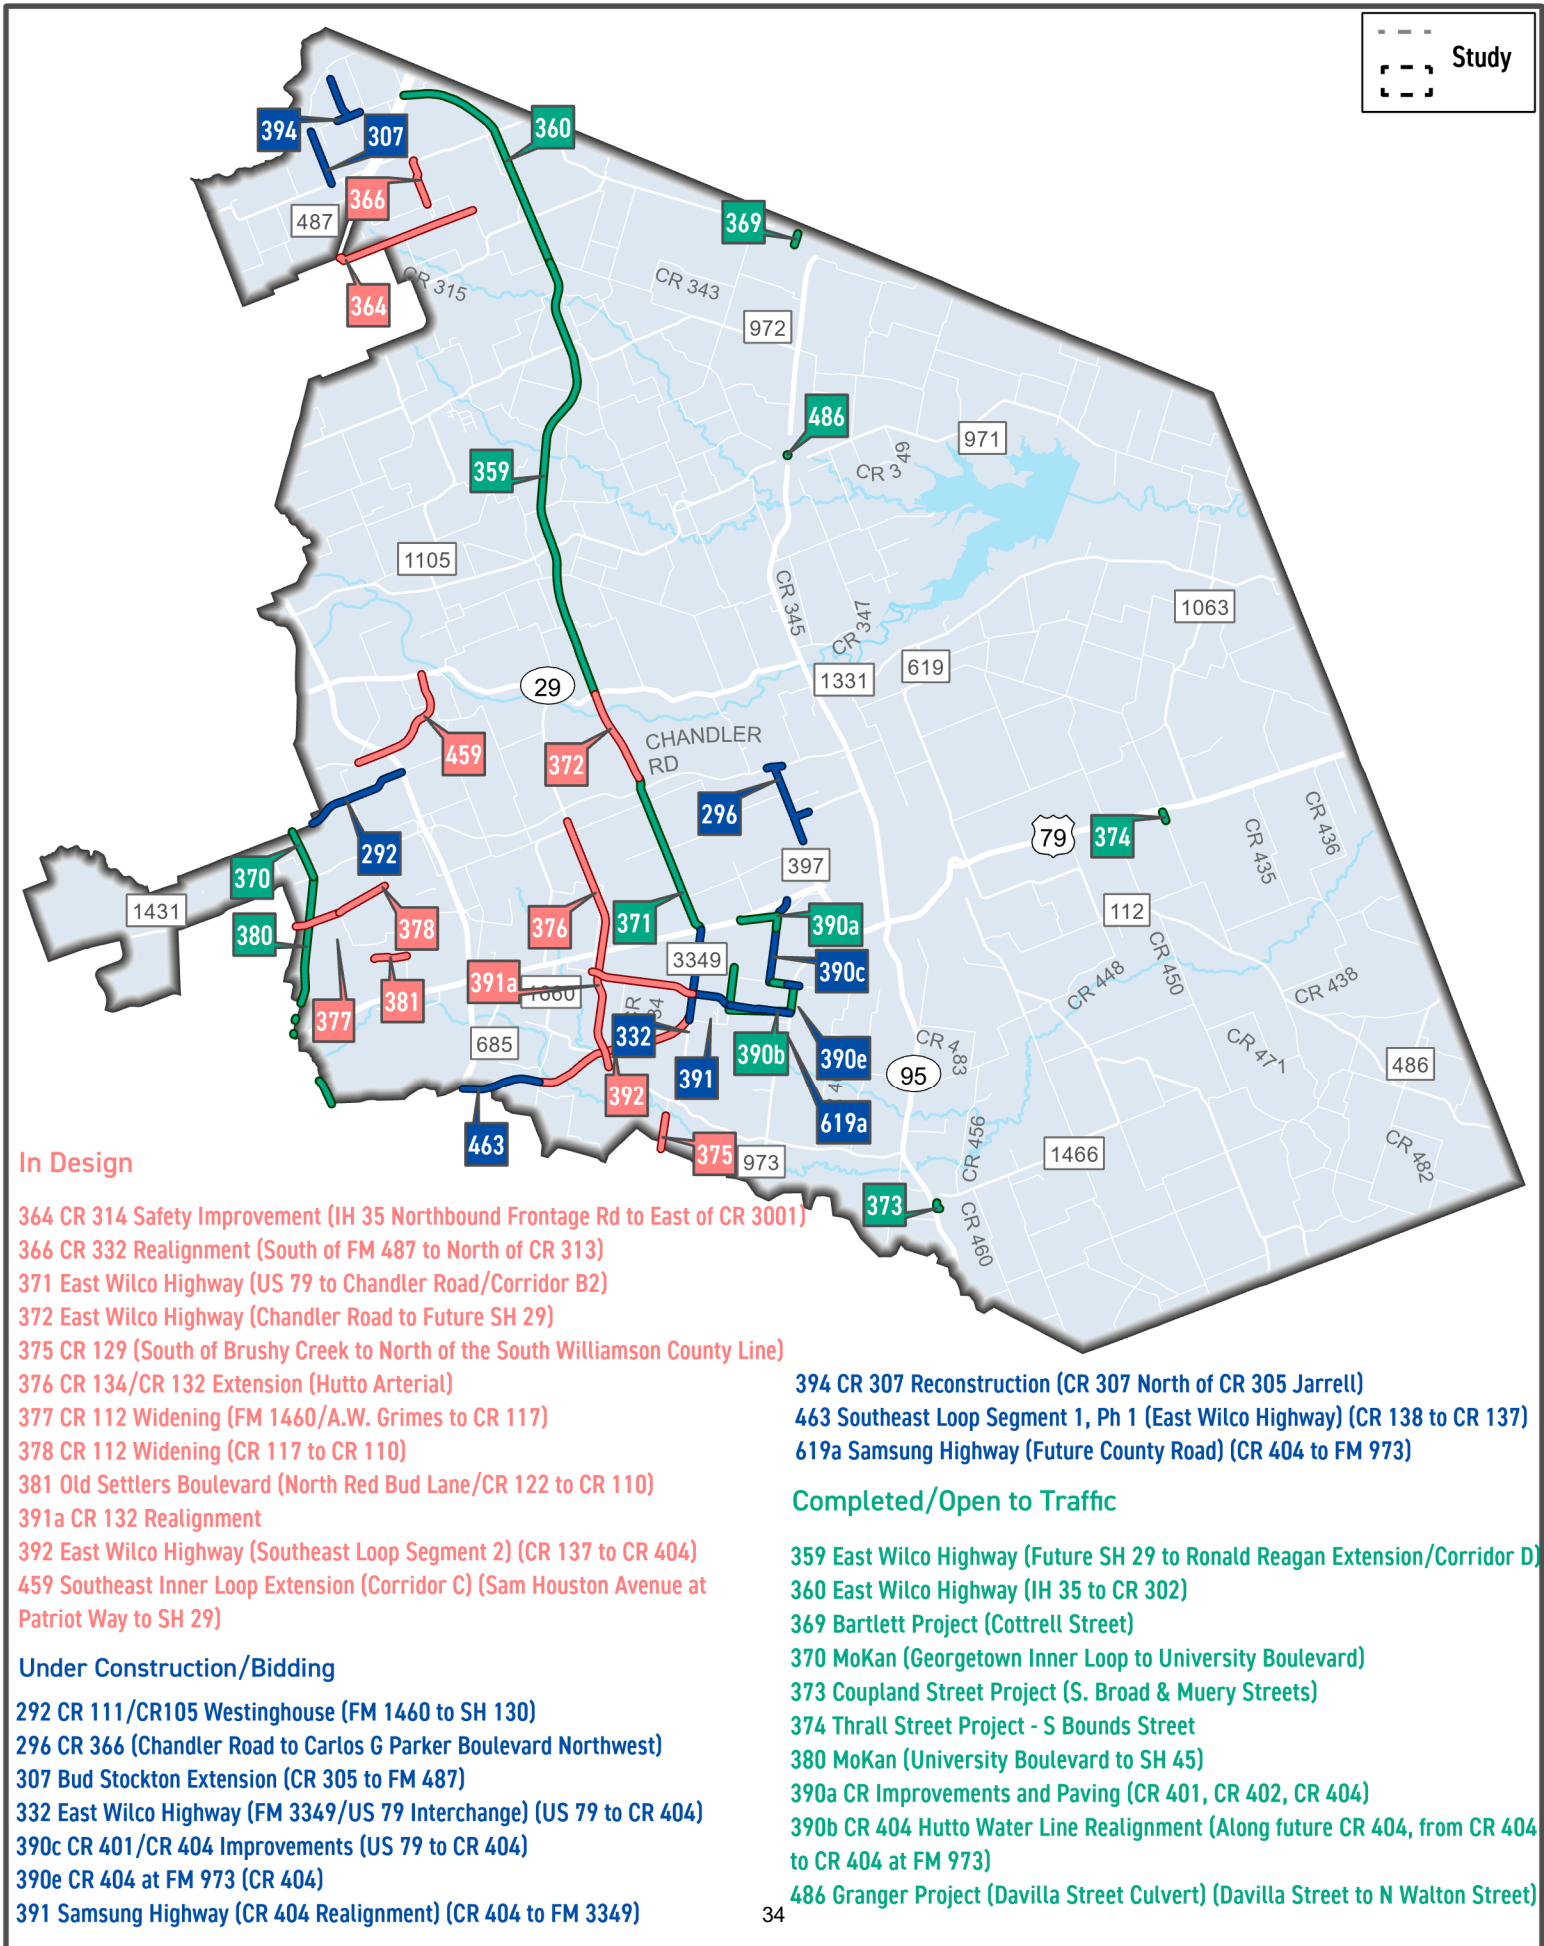 Study
394
307
360
366
487
369
364
CR 315
CR 343
972
486
971
CR 349
359
1105
CR 345
CR 347
1063
29
1331
619
459
372
CHANDLER
RD
296
292
79
374
CR 435
CR 436
397
370
1431
380
378
376
371
390a
112
3349
390c
CR 450
CR 448
CR 438
391a
1660
377
381
CR
34
685
332
391
390b
390e
CR 483
CR 471
486
95
392
619a
463
375
973
CR 456
1466
CR 482
373
CR 460
In Design
364 CR 314 Safety Improvement (IH 35 Northbound Frontage Rd to East of CR 3001)
366 CR 332 Realignment (South of FM 487 to North of CR 313)
371 East Wilco Highway (US 79 to Chandler Road/Corridor B2)
372 East Wilco Highway (Chandler Road to Future SH 29)
375 CR 129 (South of Brushy Creek to North of the South Williamson County Line)
376 CR 134/CR 132 Extension (Hutto Arterial)
377 CR 112 Widening (FM 1460/A.W. Grimes to CR 117)
378 CR 112 Widening (CR 117 to CR 110)
381 Old Settlers Boulevard (North Red Bud Lane/CR 122 to CR 110)
391a CR 132 Realignment
392 East Wilco Highway (Southeast Loop Segment 2) (CR 137 to CR 404)
459 Southeast Inner Loop Extension (Corridor C) (Sam Houston Avenue at
Patriot Way to SH 29)
Under Construction/Bidding
292 CR 111/CR105 Westinghouse (FM 1460 to SH 130)
296 CR 366 (Chandler Road to Carlos G Parker Boulevard Northwest)
307 Bud Stockton Extension (CR 305 to FM 487)
332 East Wilco Highway (FM 3349/US 79 Interchange) (US 79 to CR 404)
390c CR 401/CR 404 Improvements (US 79 to CR 404)
390e CR 404 at FM 973 (CR 404)
391 Samsung Highway (CR 404 Realignment) (CR 404 to FM 3349)
394 CR 307 Reconstruction (CR 307 North of CR 305 Jarrell)
463 Southeast Loop Segment 1, Ph 1 (East Wilco Highway) (CR 138 to CR 137)
619a Samsung Highway (Future County Road) (CR 404 to FM 973)
Completed/Open to Traffic
359 East Wilco Highway (Future SH 29 to Ronald Reagan Extension/Corridor D)
360 East Wilco Highway (IH 35 to CR 302)
369 Bartlett Project (Cottrell Street)
370 MoKan (Georgetown Inner Loop to University Boulevard)
373 Coupland Street Project (S. Broad & Muery Streets)
374 Thrall Street Project - S Bounds Street
380 MoKan (University Boulevard to SH 45)
390a CR Improvements and Paving (CR 401, CR 402, CR 404)
390b CR 404 Hutto Water Line Realignment (Along future CR 404, from CR 404
to CR 404 at FM 973)
486 Granger Project (Davilla Street Culvert) (Davilla Street to N Walton Street)
34